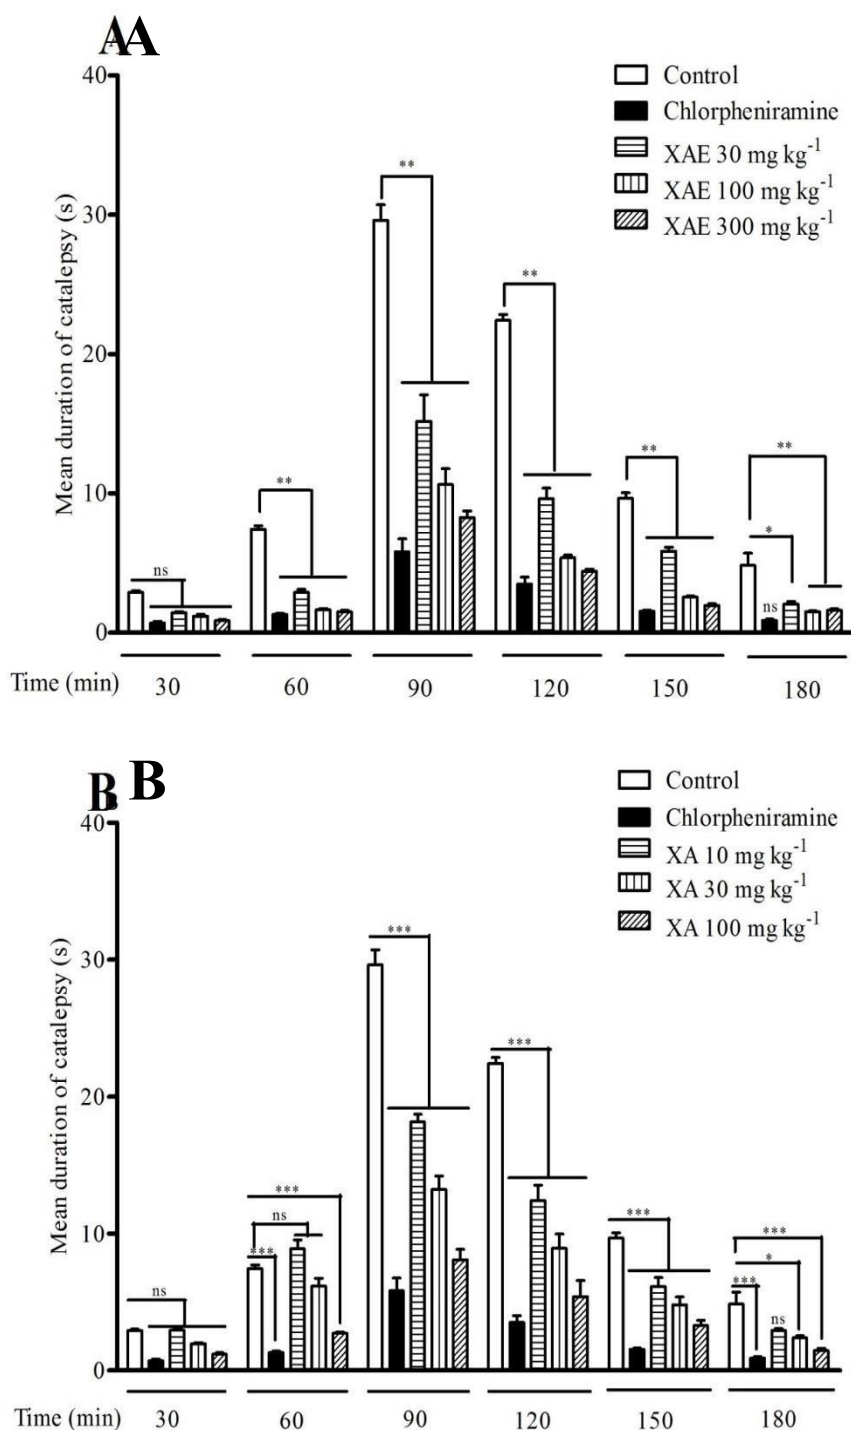 AA
40
Control
Chlorpheniramine
XAE 30 mg kg⁻¹
XAE 100 mg kg⁻¹
XAE 300 mg kg⁻¹
**
30
**
20
**
**
**
10
*
ns
ns
0
Mean duration of catalepsy (s)
Time (min) 30 60 90 120 150 180
B B
40
Control
Chlorpheniramine
XA 10 mg kg⁻¹
XA 30 mg kg⁻¹
XA 100 mg kg⁻¹
***
30
***
20
***
***
ns
***
***
*
***
10
ns
ns
0
Mean duration of catalepsy (s)
Time (min) 30 60 90 120 150 180